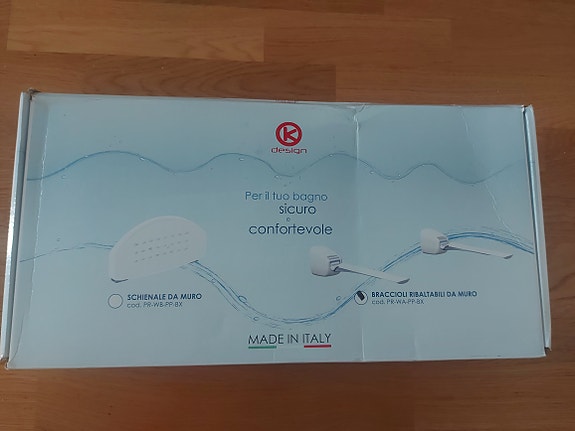 K
design
Per il tuo bagno
sicuro
e
confortevole
SCHIENALE DA MURO
cod. PR-WB-PP-BX
BRACCIOLI RIBALTABILI DA MURO
cod. PR-WA-PP-BX
MADE IN ITALY